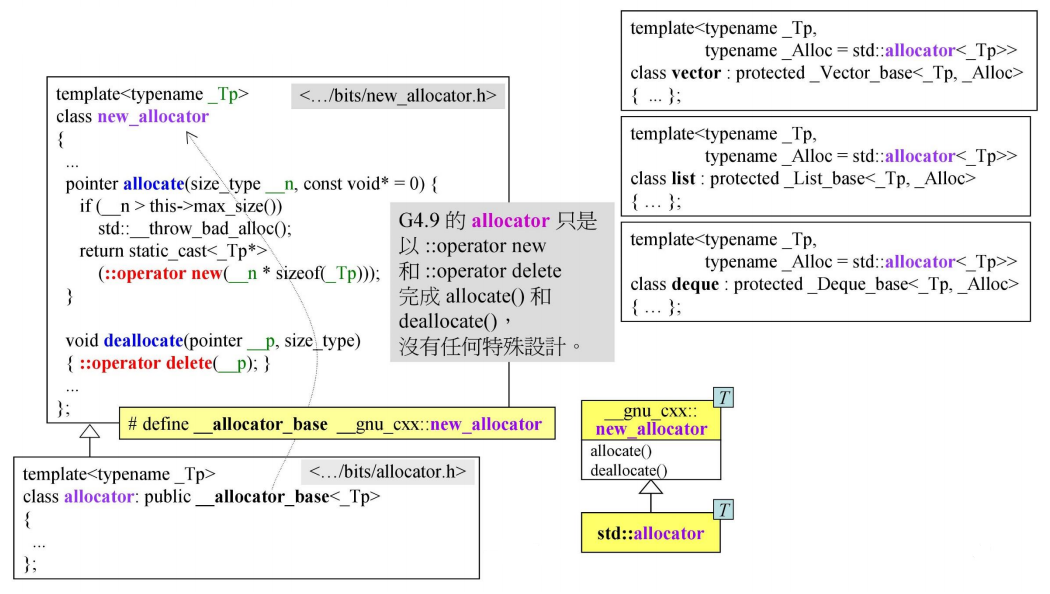 template<typename _Tp,
typename _Alloc = std::allocator<_Tp>>
class vector : protected _Vector_base<_Tp, _Alloc>
{ ... };
template<typename _Tp>
<.../bits/new_allocator.h>
class new_allocator
{
...
pointer allocate(size_type __n, const void* = 0) {
if (__n > this->max_size())
std::__throw_bad_alloc();
return static_cast<_Tp*>
(::operator new(__n * sizeof(_Tp)));
}
void deallocate(pointer __p, size_type)
{ ::operator delete(__p); }
...
};
G4.9 的 allocator 只是
以 ::operator new
和 ::operator delete
完成 allocate() 和
deallocate()，
沒有任何特殊設計。
template<typename _Tp,
typename _Alloc = std::allocator<_Tp>>
class list : protected _List_base<_Tp, _Alloc>
{ ... };
template<typename _Tp,
typename _Alloc = std::allocator<_Tp>>
class deque : protected _Deque_base<_Tp, _Alloc>
{ ... };
# define __allocator_base __gnu_cxx::new_allocator
template<typename _Tp>
<.../bits/allocator.h>
class allocator: public __allocator_base<_Tp>
{
...
};
T
__gnu_cxx::
new_allocator
allocate()
deallocate()
T
std::allocator